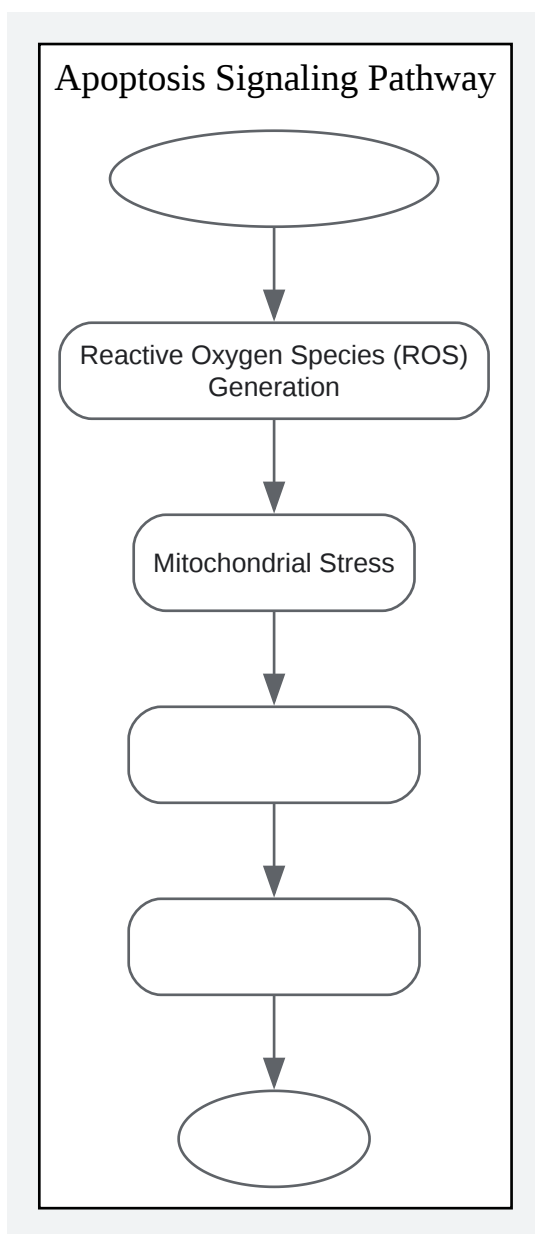 Apoptosis Signaling Pathway
Reactive Oxygen Species (ROS)
Generation
Mitochondrial Stress